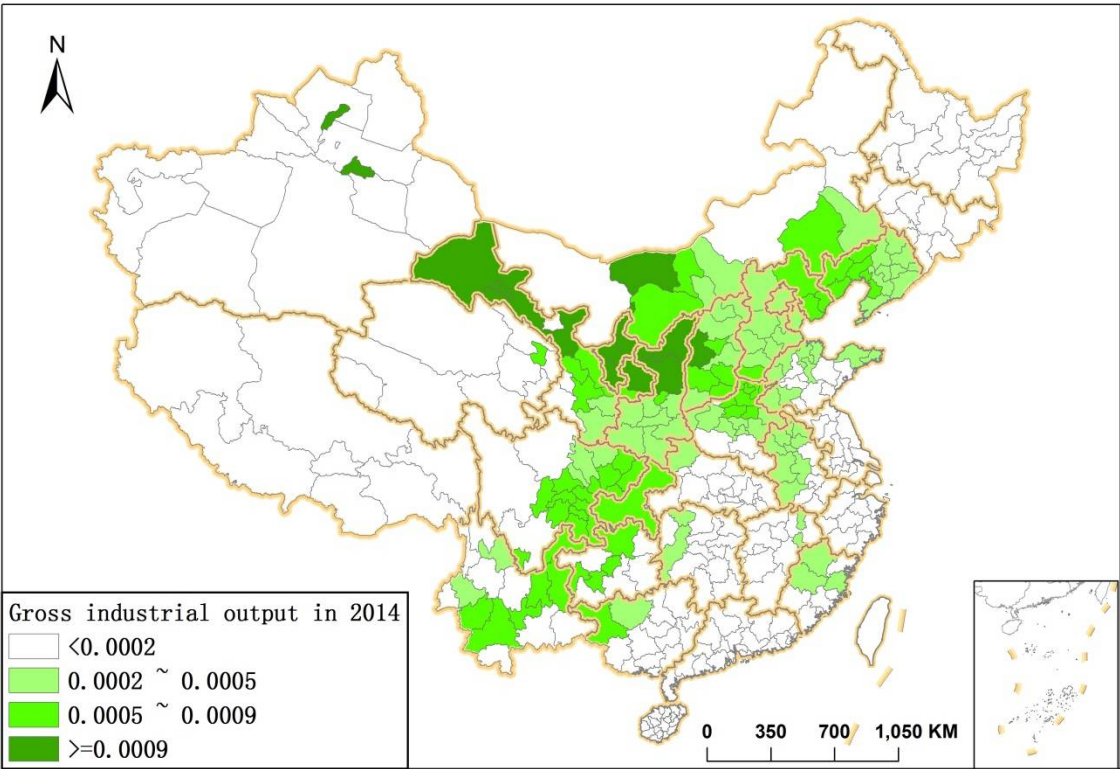 N
Gross industrial output in 2014
<0.0002
0.0002 ~ 0.0005
0.0005 ~ 0.0009
>=0.0009
0 350 700 1,050 KM